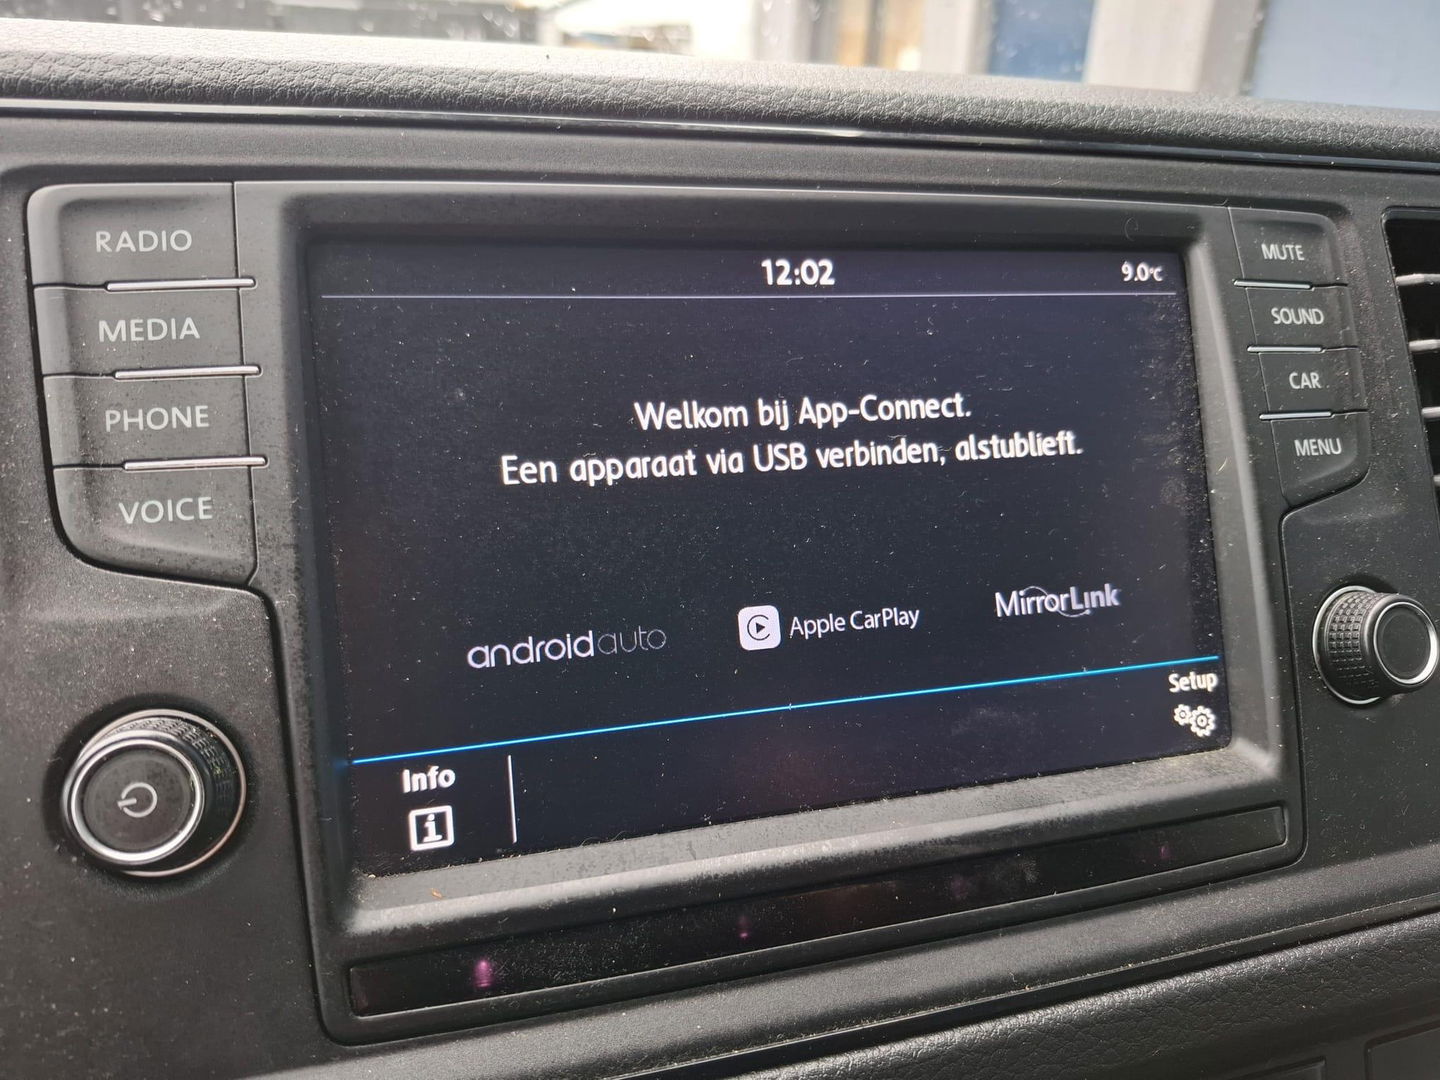 RADIO
MEDIA
PHONE
VOICE
12:02
9.0°C
Welkom bij App-Connect.
Een apparaat via USB verbinden, alstublieft.
androidauto
Apple CarPlay
MirrorLink
Setup
Info
i
MUTE
SOUND
CAR
MENU